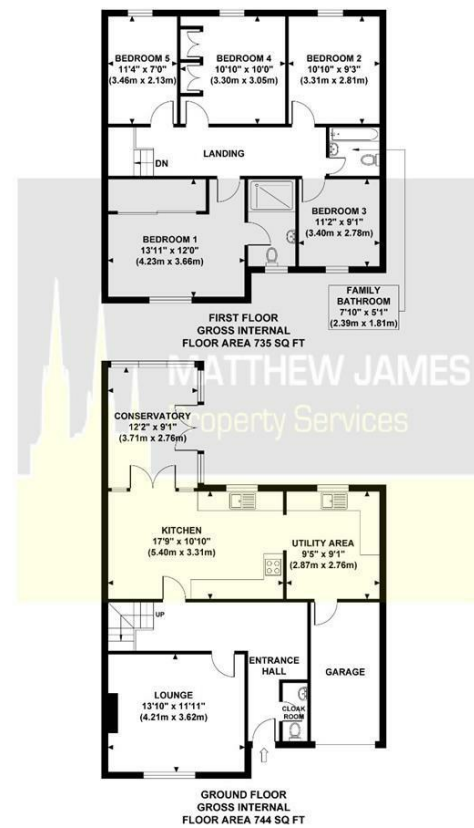 BEDROOM 5
11'4" x 7'0"
(3.46m x 2.13m)
BEDROOM 4
10'10" x 10'0"
(3.30m x 3.05m)
BEDROOM 2
10'10" x 9'3"
(3.31m x 2.81m)
LANDING
DN
BEDROOM 1
13'11" x 12'0"
(4.23m x 3.66m)
BEDROOM 3
11'2" x 9'1"
(3.40m x 2.78m)
FAMILY
BATHROOM
7'10" x 5'1"
(2.39m x 1.81m)
FIRST FLOOR
GROSS INTERNAL
FLOOR AREA 735 SQ FT
MATTHEW JAMES
Property Services
CONSERVATORY
12'2" x 9'1"
(3.71m x 2.76m)
KITCHEN
17'9" x 10'10"
(5.40m x 3.31m)
UTILITY AREA
9'5" x 9'1"
(2.87m x 2.76m)
UP
ENTRANCE
HALL
GARAGE
LOUNGE
13'10" x 11'11"
(4.21m x 3.62m)
CLOAK
ROOM
GROUND FLOOR
GROSS INTERNAL
FLOOR AREA 744 SQ FT